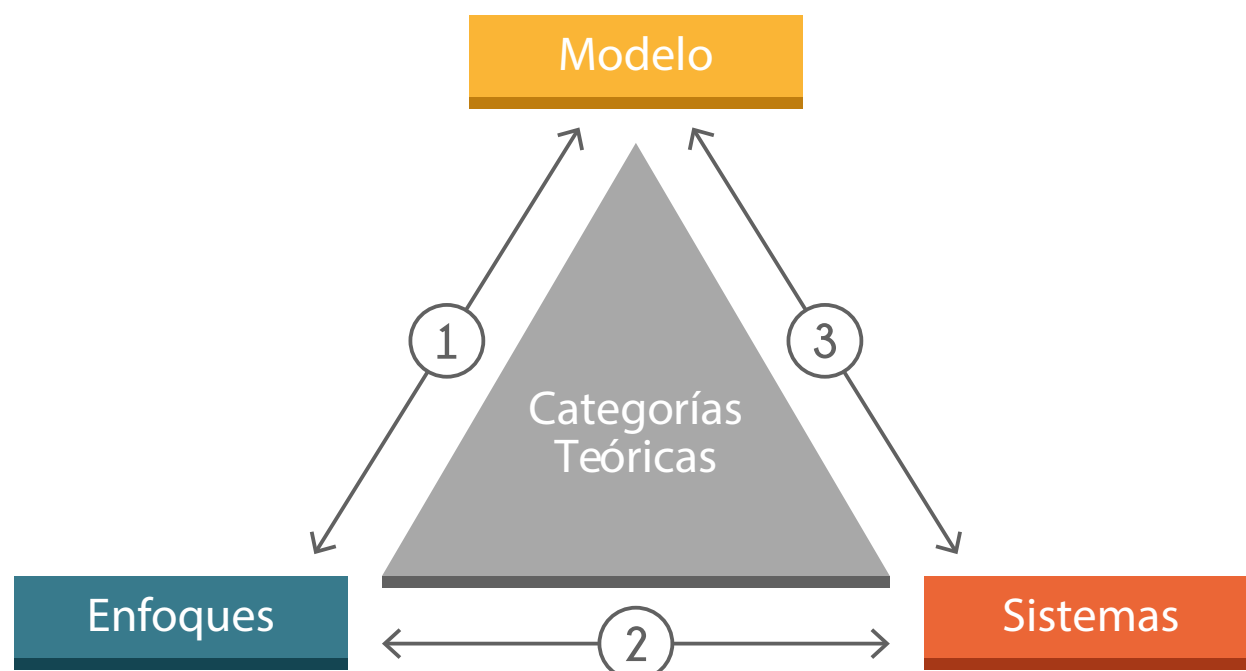 Modelo
1
3
Categorías
Teóricas
Enfoques
2
Sistemas